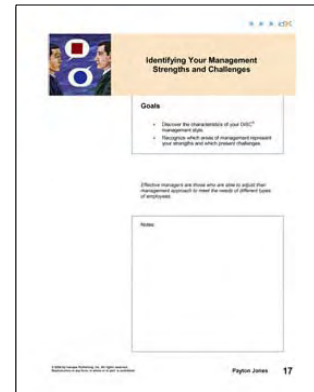 DiSC
Identifying Your Management
Strengths and Challenges
Goals
• Discover the characteristics of your DiSC®
management style.
• Recognize which areas of management represent
your strengths and which present challenges.
Effective managers are those who are able to adjust their
management approach to meet the needs of different types
of employees.
Notes:
Payton Jones 17